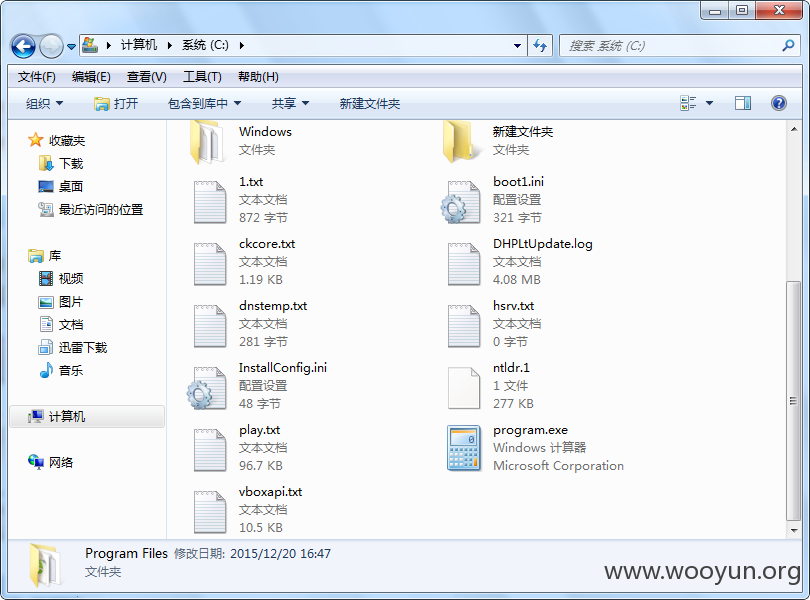 计算机 ▸ 系统 (C:) ▸
搜索 系统 (C:)
文件(F) 编辑(E) 查看(V) 工具(T) 帮助(H)
组织 打开 包含到库中 共享 新建文件夹
收藏夹
下载
桌面
最近访问的位置
库
视频
图片
文档
迅雷下载
音乐
计算机
网络
Windows
文件夹
新建文件夹
文件夹
1.txt
文本文档
872 字节
boot1.ini
配置设置
321 字节
ckcore.txt
文本文档
1.19 KB
DHPLtUpdate.log
文本文档
4.08 MB
dnstemp.txt
文本文档
281 字节
hsrv.txt
文本文档
0 字节
InstallConfig.ini
配置设置
48 字节
ntldr.1
1 文件
277 KB
play.txt
文本文档
96.7 KB
program.exe
Windows 计算器
Microsoft Corporation
vboxapi.txt
文本文档
10.5 KB
Program Files 修改日期: 2015/12/20 16:47
文件夹
www.wooyun.org